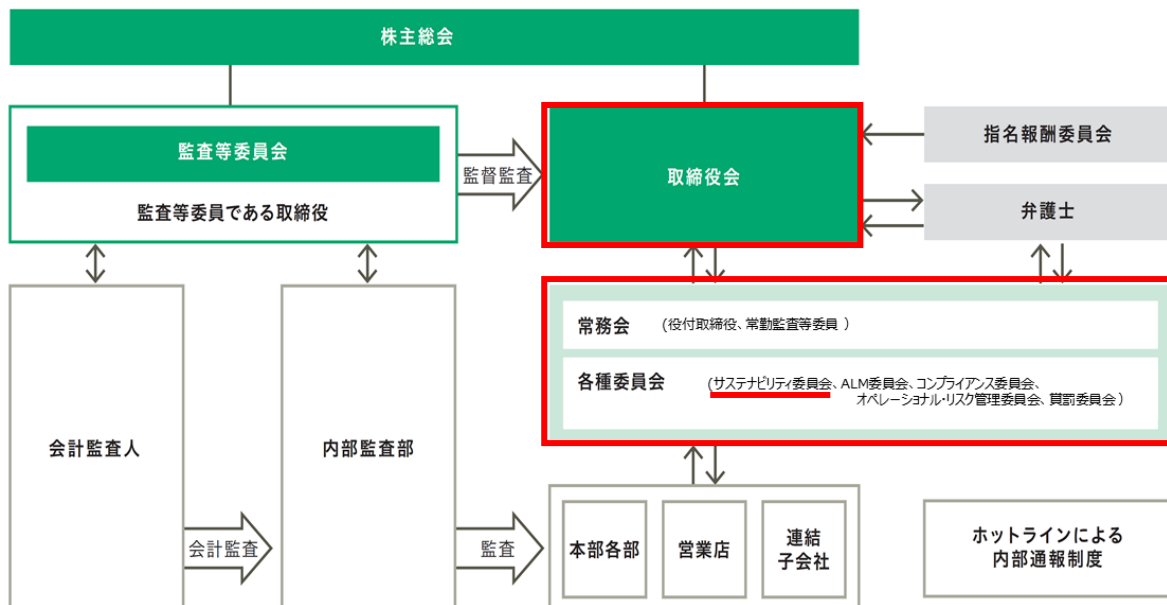 株主総会
監査等委員会
監査等委員である取締役
監督監査
取締役会
指名報酬委員会
弁護士
常務会 (役付取締役、常勤監査等委員 )
各種委員会 (サステナビリティ委員会、ALM委員会、コンプライアンス委員会、
オペレーショナル・リスク管理委員会、賞罰委員会 )
会計監査人
会計監査
内部監査部
監査
本部各部
営業店
連結
子会社
ホットラインによる
内部通報制度